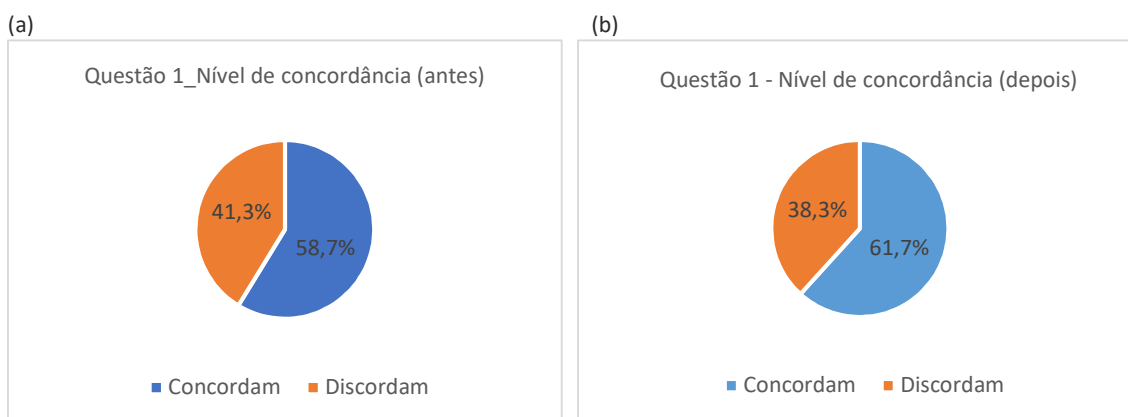 (a)
Questão 1_Nível de concordância (antes)
41,3%
58,7%
Concordam Discordam
(b)
Questão 1 - Nível de concordância (depois)
38,3%
61,7%
Concordam Discordam